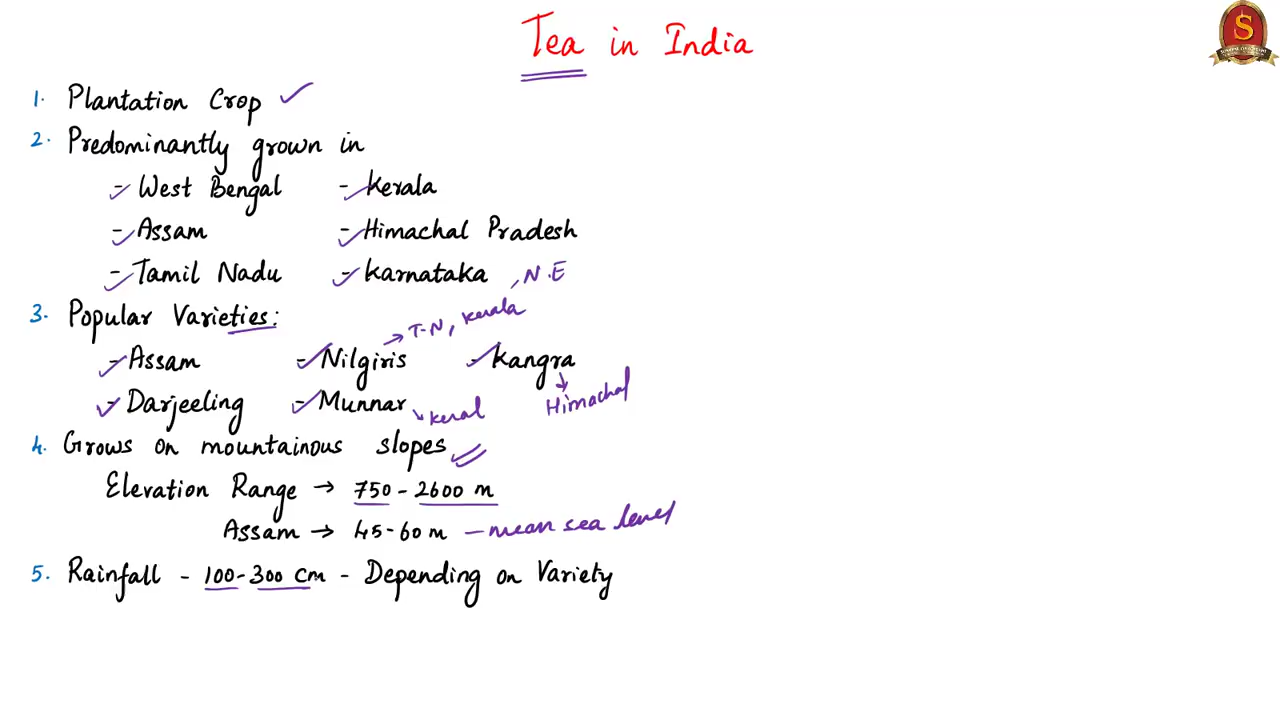 Tea in India
S
1. Plantation Crop
2. Predominantly grown in
- West Bengal - Kerala
- Assam - Himachal Pradesh
- Tamil Nadu - Karnataka , N.E
3. Popular Varieties:
→ T-N, Kerala
- Assam - Nilgiris - Kangra
↓ Himachal
- Darjeeling - Munnar → Keral
4. Grows on mountainous slopes
Elevation Range → 750 - 2600 m
Assam → 45-60 m - mean sea level
5. Rainfall - 100-300 cm - Depending on Variety